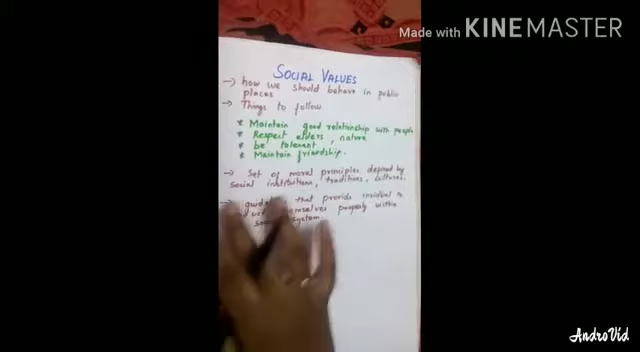 Made with KINEMASTER
SOCIAL VALUES
→ how we should behave in public
places
→ Things to follow
* Maintain good relationship with people
* Respect elders, nature
* be tolerant
* Maintain friendship.
→ Set of moral principles defined by
social institutions, traditions, cultures.
→ that provide
properly within
system
AndroVid